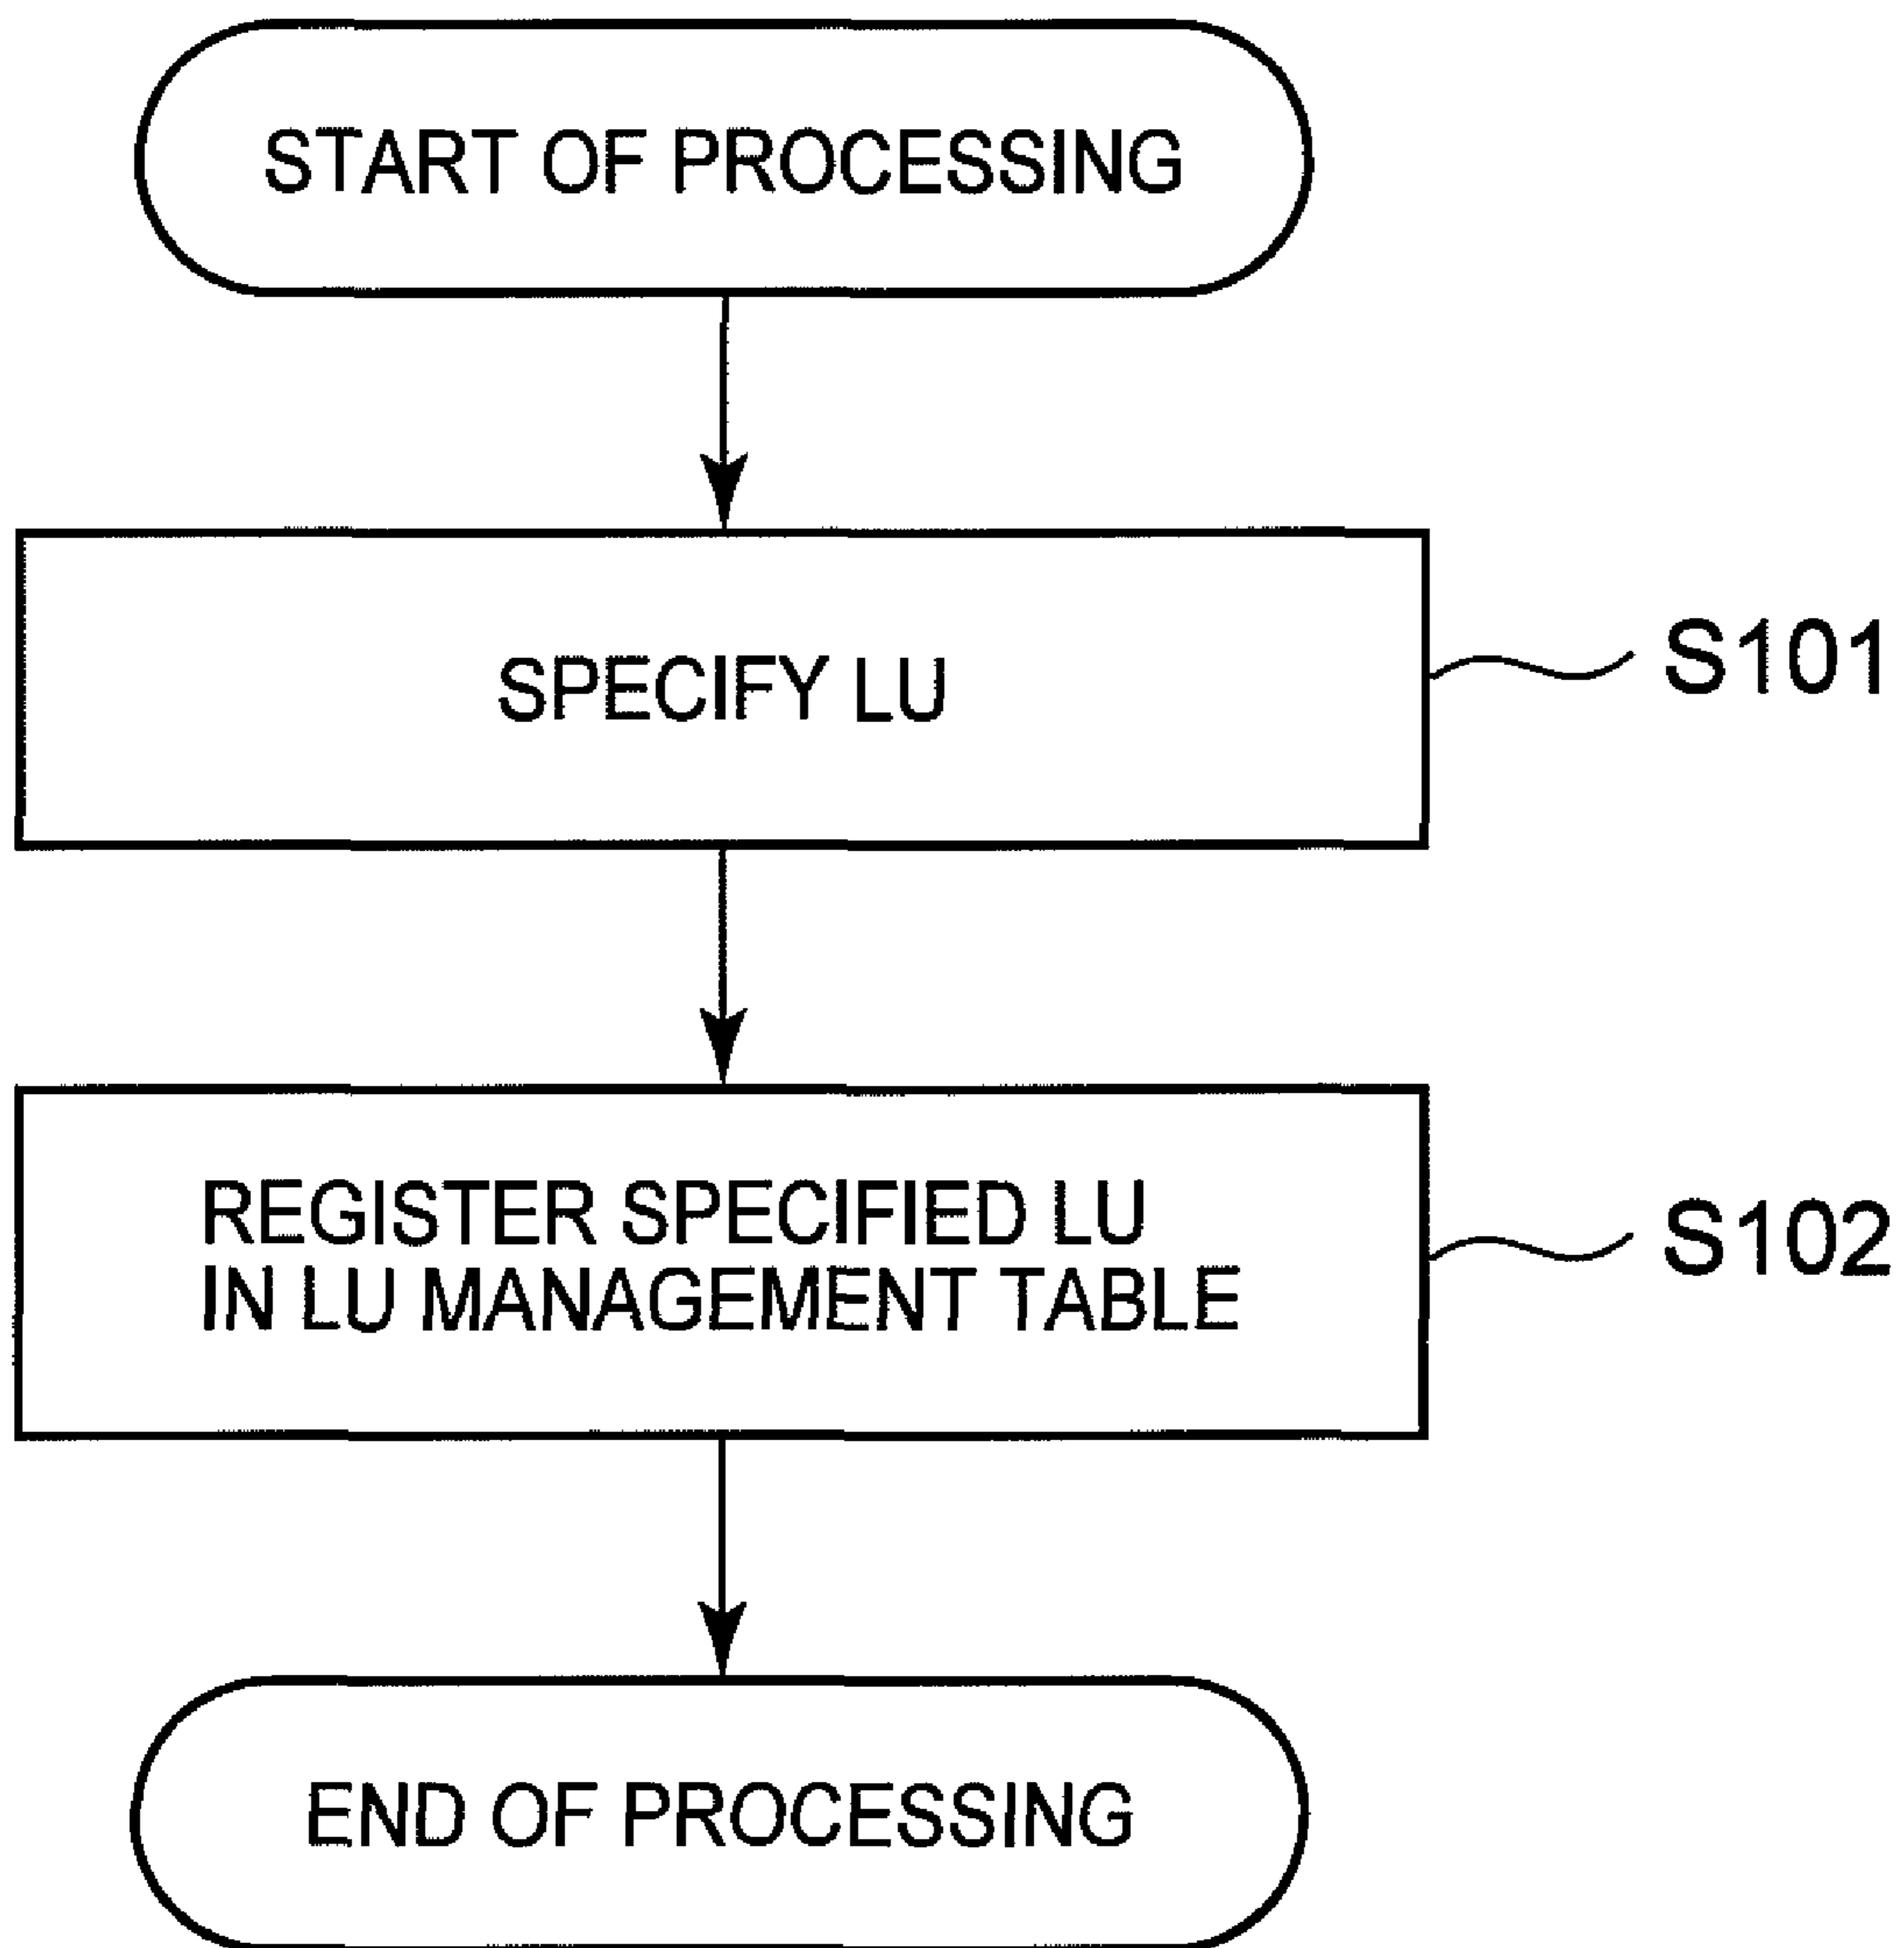 START OF PROCESSING
SPECIFY LU
S101
REGISTER SPECIFIED LU
IN LU MANAGEMENT TABLE
S102
END OF PROCESSING